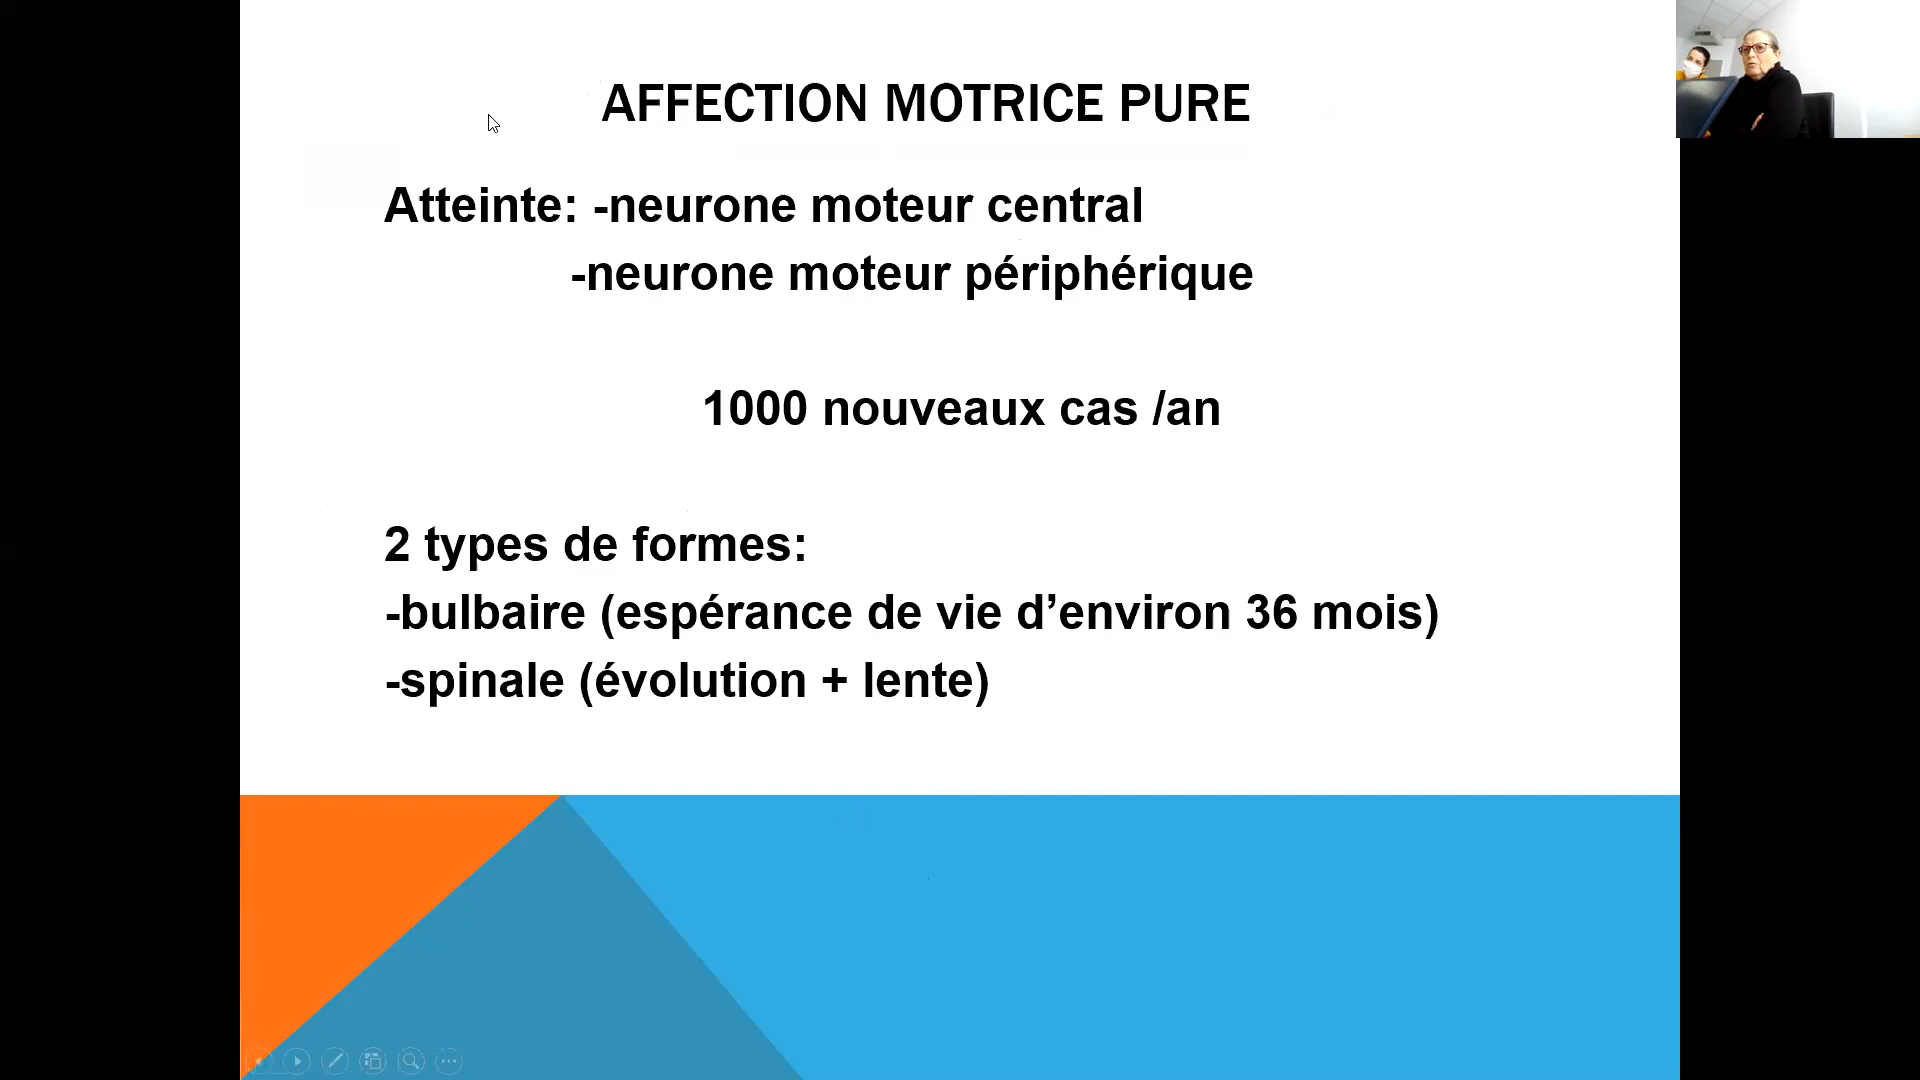 AFFECTION MOTRICE PURE
Atteinte: -neurone moteur central
-neurone moteur périphérique
1000 nouveaux cas /an
2 types de formes:
-bulbaire (espérance de vie d’environ 36 mois)
-spinale (évolution + lente)